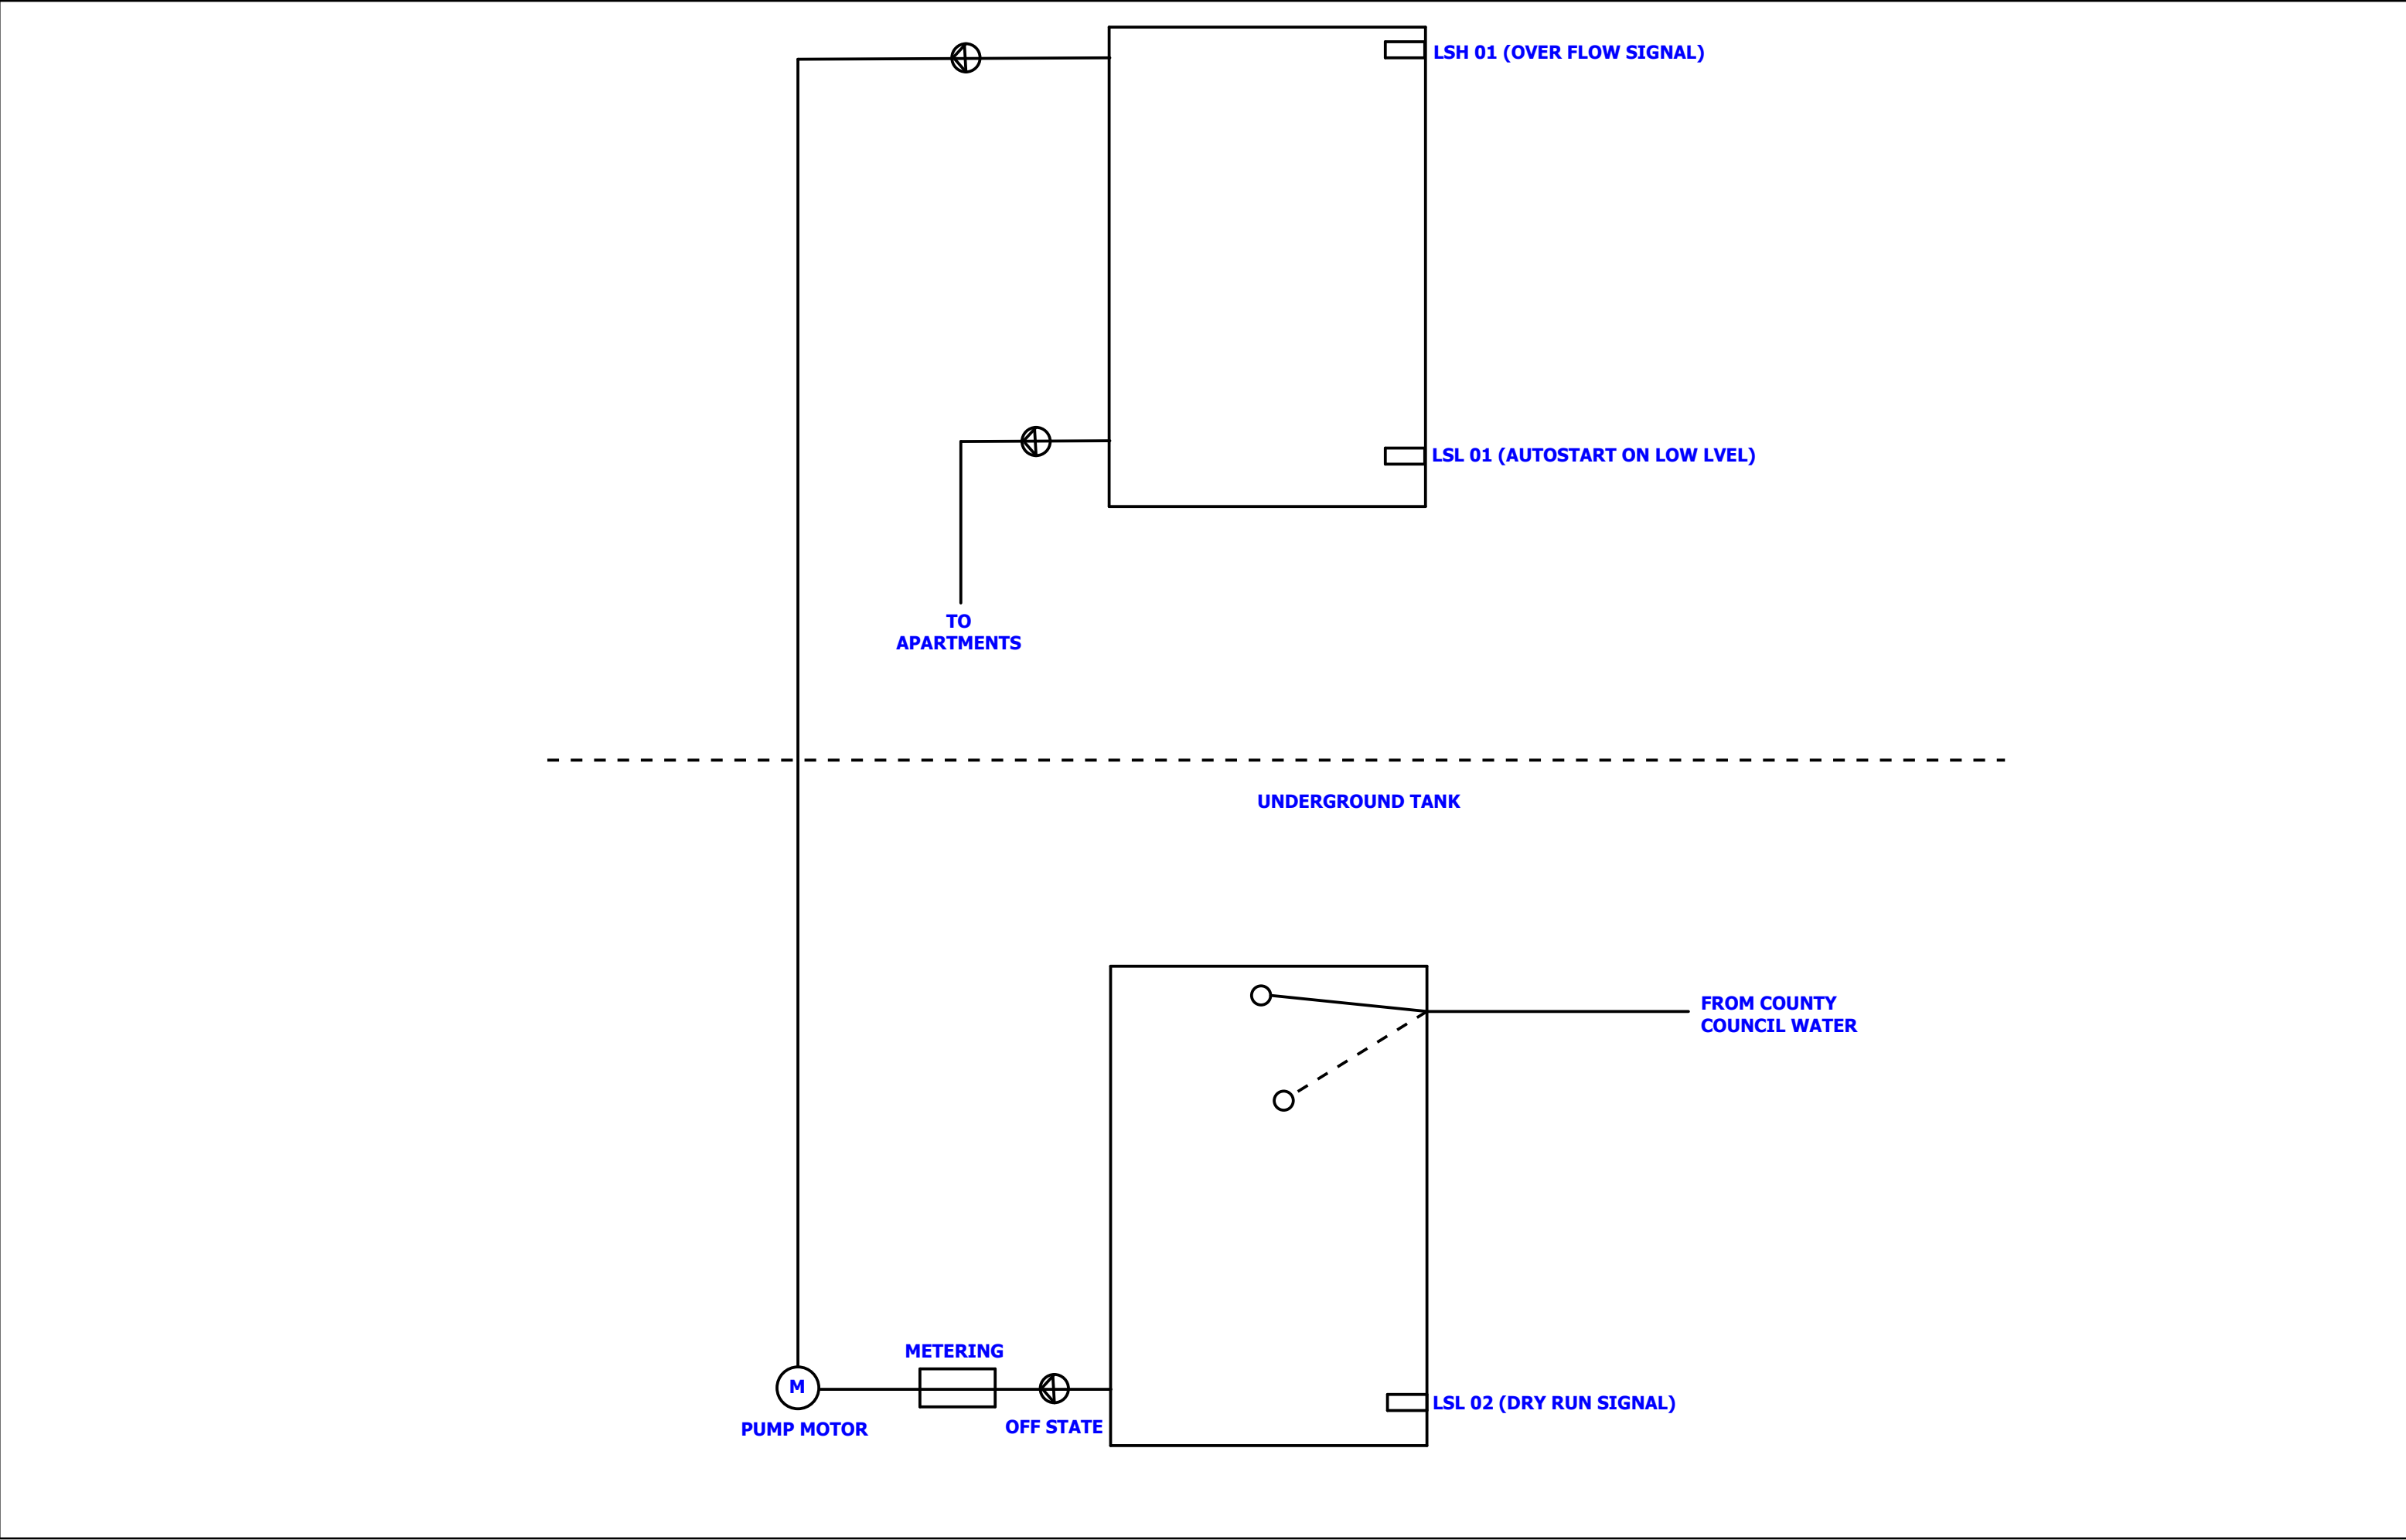 LSH 01 (OVER FLOW SIGNAL)
LSL 01 (AUTOSTART ON LOW LVEL)
TO
APARTMENTS
UNDERGROUND TANK
FROM COUNTY
COUNCIL WATER
METERING
M
LSL 02 (DRY RUN SIGNAL)
OFF STATE
PUMP MOTOR